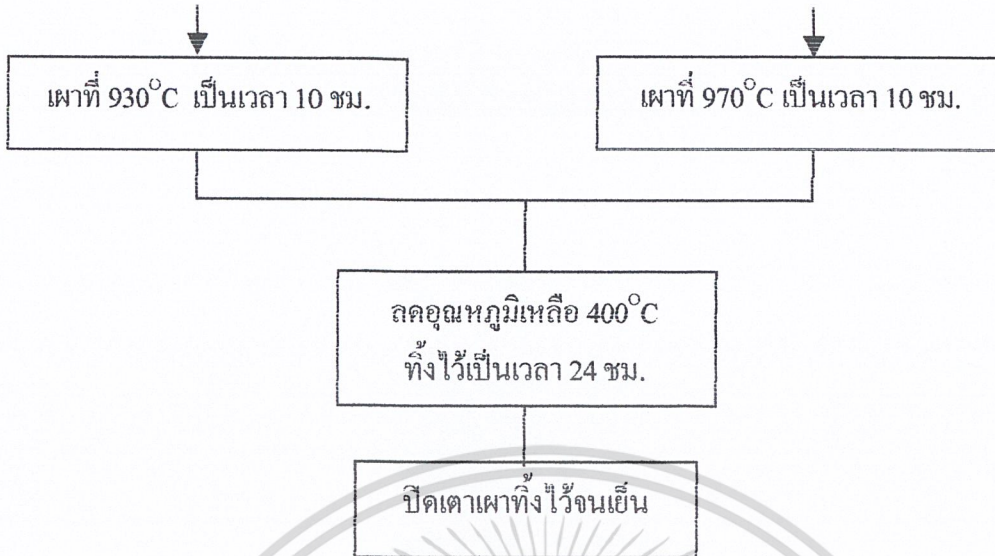 เผาที่ 930°C เป็นเวลา 10 ชม.
เผาที่ 970°C เป็นเวลา 10 ชม.
ลดอุณหภูมิเหลือ 400°C
ทิ้งไว้เป็นเวลา 24 ชม.
ปิดเตาเผาทิ้งไว้จนเย็น